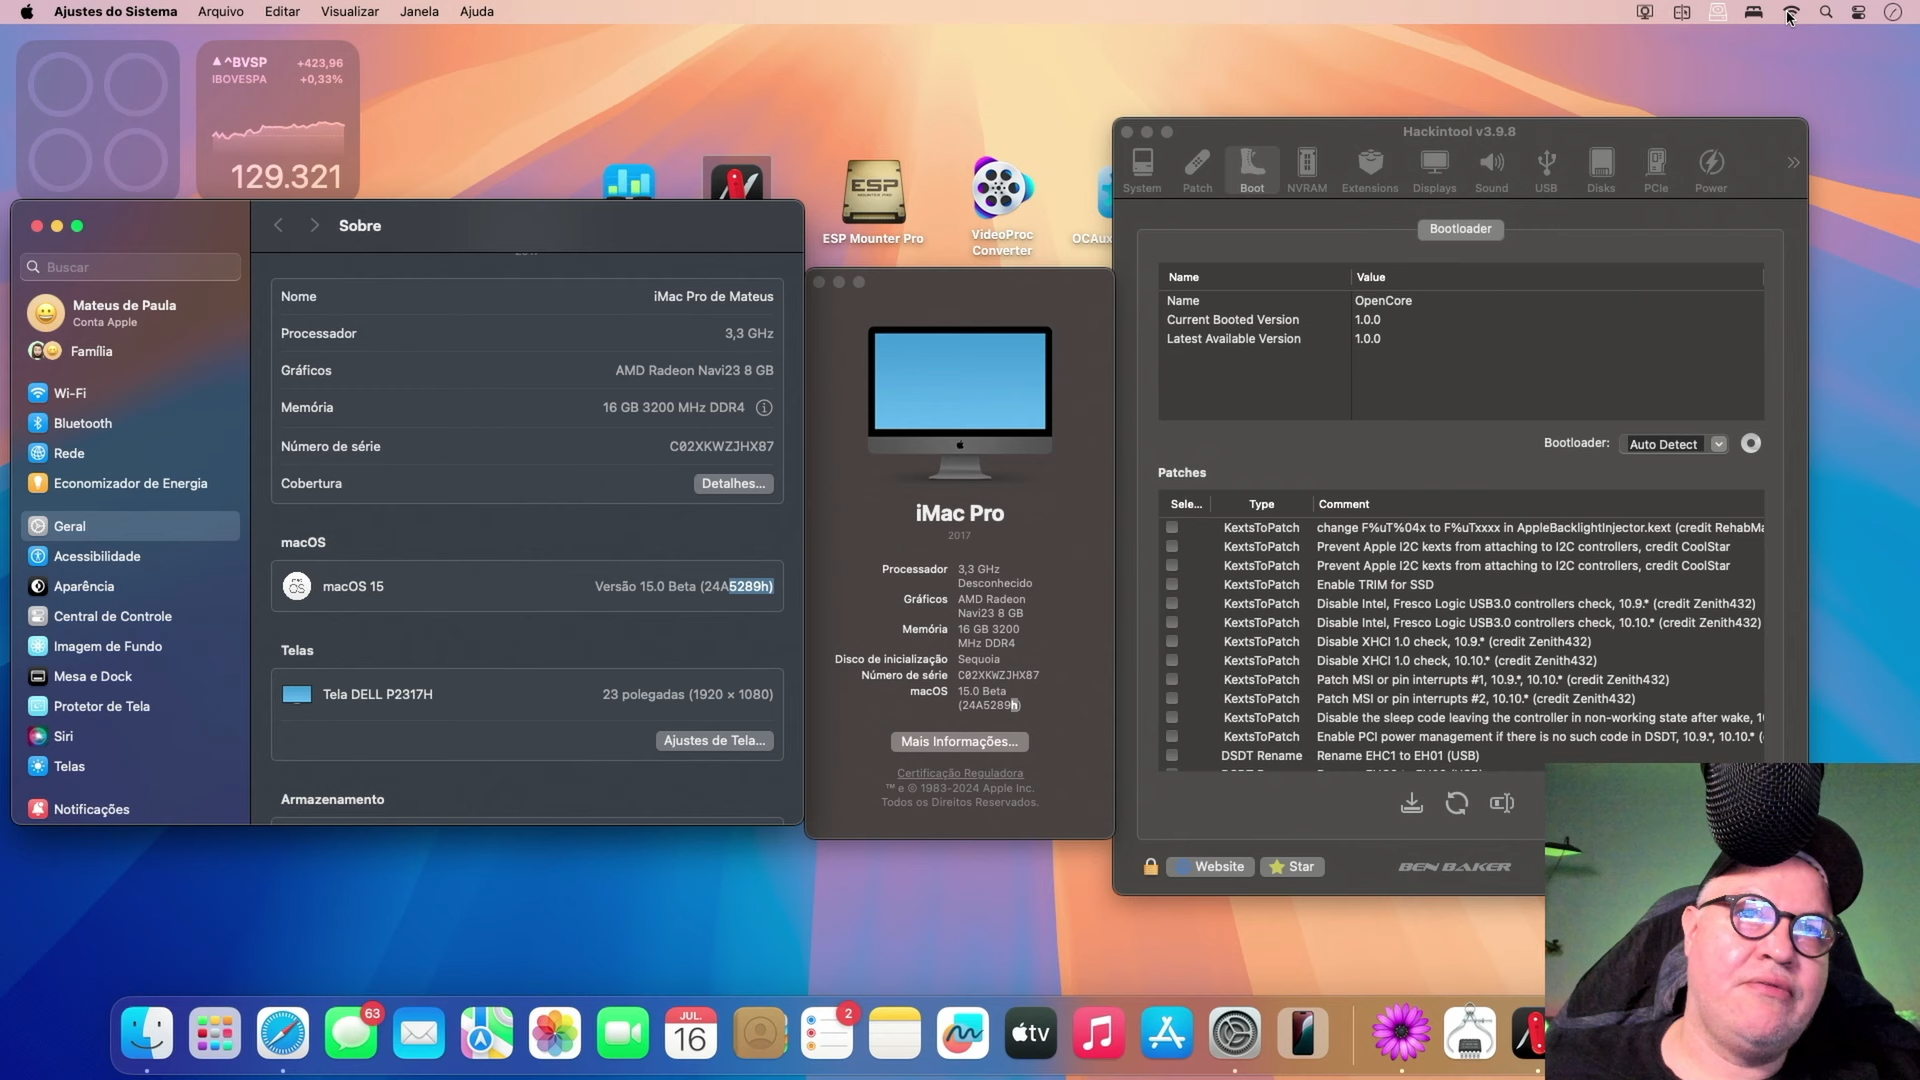 Ajustes do Sistema Arquivo Editar Visualizar Janela Ajuda
^BVSP +423,96
IBOVESPA +0,33%
129.321
ESP
ESP Mounter Pro
VideoProc
Converter
OCAux
Sobre
Buscar
Mateus de Paula
Conta Apple
Família
Wi-Fi
Bluetooth
Rede
Economizador de Energia
Geral
Acessibilidade
Aparência
Central de Controle
Imagem de Fundo
Mesa e Dock
Protetor de Tela
Siri
Telas
Notificações
Nome iMac Pro de Mateus
Processador 3,3 GHz
Gráficos AMD Radeon Navi23 8 GB
Memória 16 GB 3200 MHz DDR4
Número de série C02XKWZJHX87
Cobertura Detalhes...
macOS
macOS 15 Versão 15.0 Beta (24A5289h)
Telas
Tela DELL P2317H 23 polegadas (1920 × 1080)
Ajustes de Tela...
Armazenamento
iMac Pro
2017
Processador 3,3 GHz
Desconhecido
Gráficos AMD Radeon
Navi23 8 GB
Memória 16 GB 3200
MHz DDR4
Disco de inicialização Sequoia
Número de série C02XKWZJHX87
macOS 15.0 Beta
(24A5289h)
Mais Informações...
Certificação Reguladora
™ e © 1983-2024 Apple Inc.
Todos os Direitos Reservados.
Hackintool v3.9.8
System Patch Boot NVRAM Extensions Displays Sound USB Disks PCIe Power
Bootloader
Name Value
Name OpenCore
Current Booted Version 1.0.0
Latest Available Version 1.0.0
Bootloader: Auto Detect
Patches
Sele... Type Comment
KextsToPatch change F%uT%04x to F%uTxxxx in AppleBacklightInjector.kext (credit RehabMa
KextsToPatch Prevent Apple I2C kexts from attaching to I2C controllers, credit CoolStar
KextsToPatch Prevent Apple I2C kexts from attaching to I2C controllers, credit CoolStar
KextsToPatch Enable TRIM for SSD
KextsToPatch Disable Intel, Fresco Logic USB3.0 controllers check, 10.9.* (credit Zenith432)
KextsToPatch Disable Intel, Fresco Logic USB3.0 controllers check, 10.10.* (credit Zenith432)
KextsToPatch Disable XHCI 1.0 check, 10.9.* (credit Zenith432)
KextsToPatch Disable XHCI 1.0 check, 10.10.* (credit Zenith432)
KextsToPatch Patch MSI or pin interrupts #1, 10.9.*, 10.10.* (credit Zenith432)
KextsToPatch Patch MSI or pin interrupts #2, 10.10.* (credit Zenith432)
KextsToPatch Disable the sleep code leaving the controller in non-working state after wake, 1
KextsToPatch Enable PCI power management if there is no such code in DSDT, 10.9.*, 10.10.* (
DSDT Rename Rename EHC1 to EH01 (USB)
Website Star BEN BAKER
63
JUL.
16
2
tv